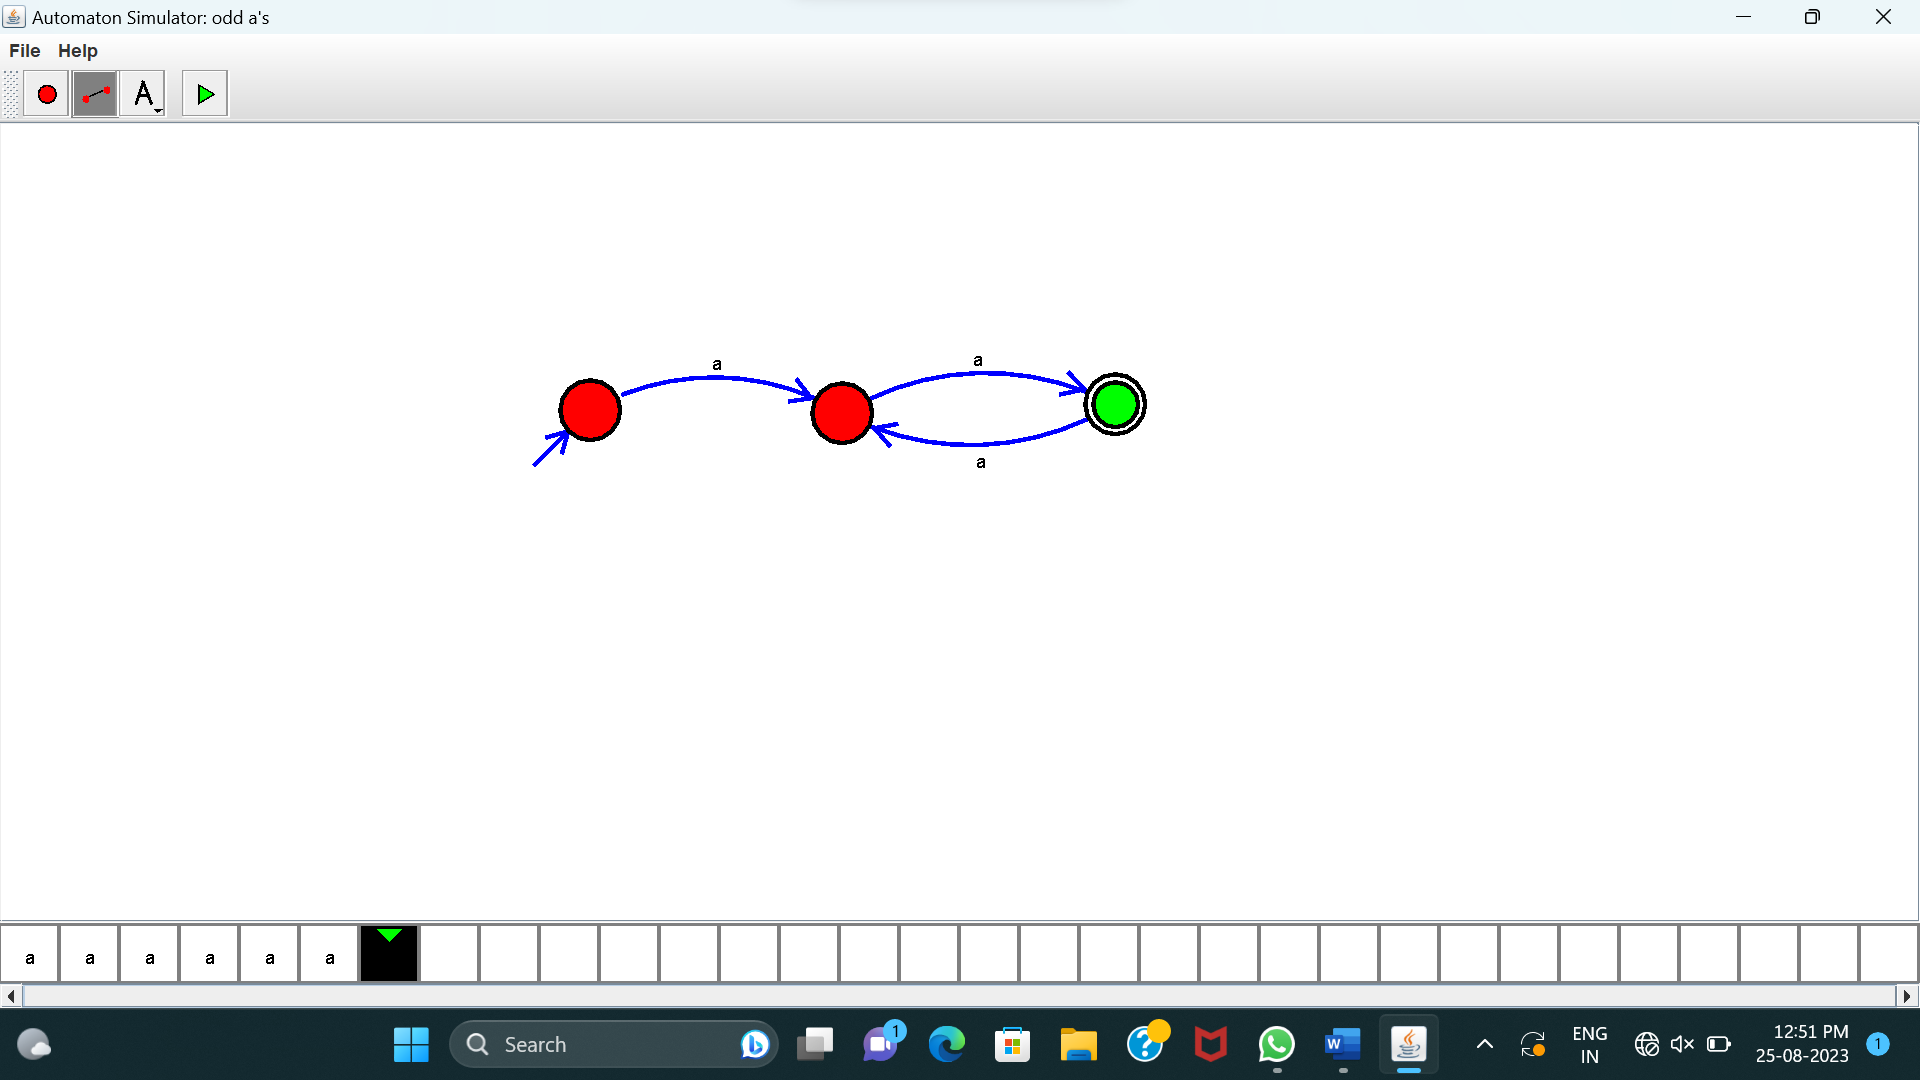 Automaton Simulator: odd a's
File Help
A
a
a
a
a a a a a a
Search
1
ENG
IN
12:51 PM
25-08-2023
1